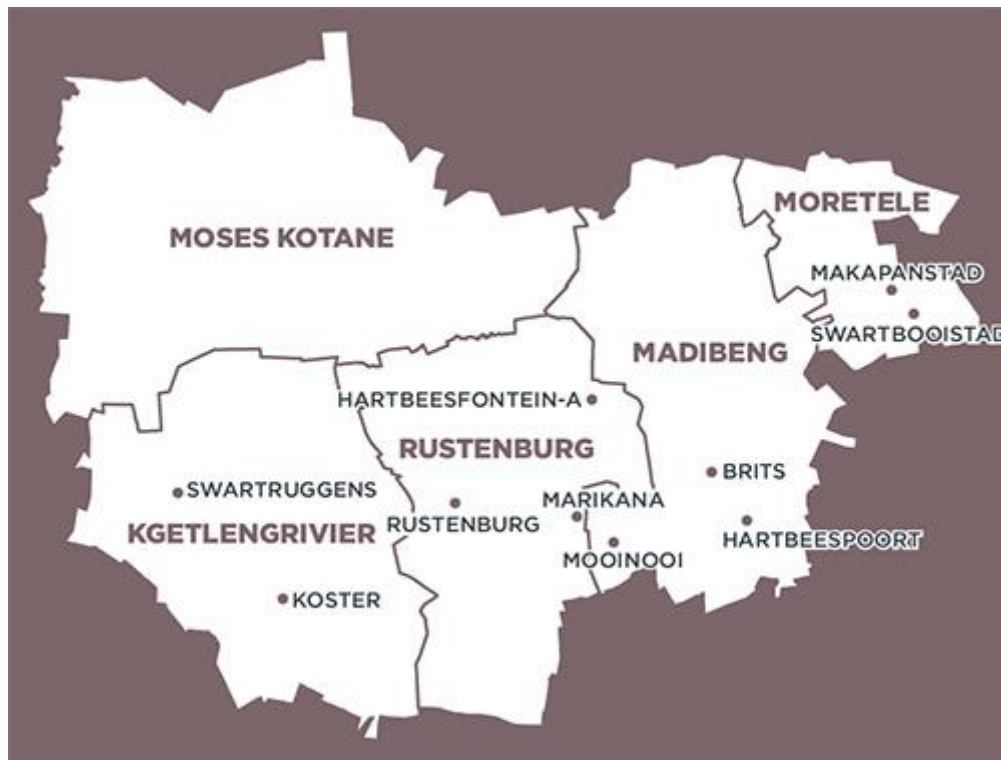 MORETELE
MOSES KOTANE
MAKAPANSTAD
SWARTBOOISTAD
MADIBENG
HARTBEESFONTEIN-A
RUSTENBURG
BRITS
SWARTRUGGENS
MARIKANA
RUSTENBURG
KGETLENGRIVIER
HARTBEESPOORT
MOOINOOI
KOSTER